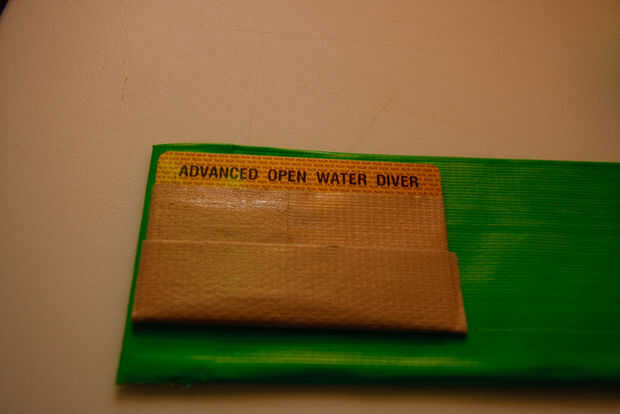 ADVANCED OPEN WATER DIVER